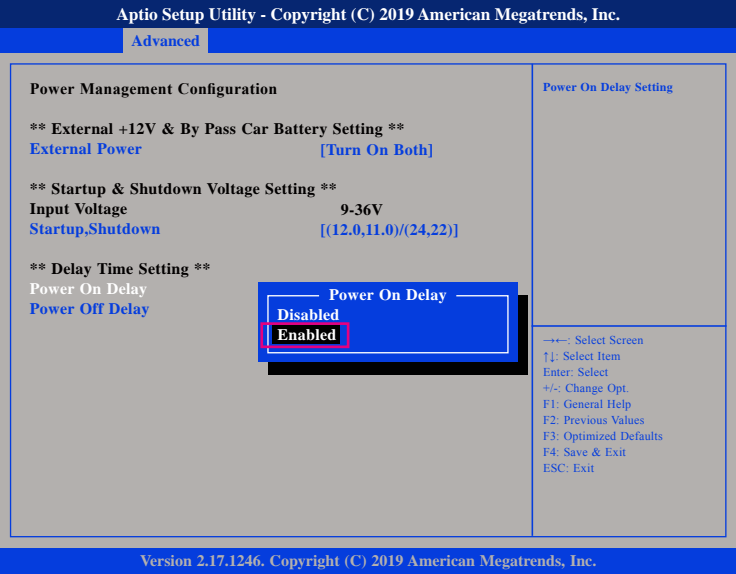 Aptio Setup Utility - Copyright (C) 2019 American Megatrends, Inc.
Advanced
Power Management Configuration
** External +12V & By Pass Car Battery Setting **
External Power [Turn On Both]
** Startup & Shutdown Voltage Setting **
Input Voltage 9-36V
Startup,Shutdown [(12.0,11.0)/(24,22)]
** Delay Time Setting **
Power On Delay
Power Off Delay
Power On Delay
Disabled
Enabled
Power On Delay Setting
→←: Select Screen
↑↓: Select Item
Enter: Select
+/-: Change Opt.
F1: General Help
F2: Previous Values
F3: Optimized Defaults
F4: Save & Exit
ESC: Exit
Version 2.17.1246. Copyright (C) 2019 American Megatrends, Inc.